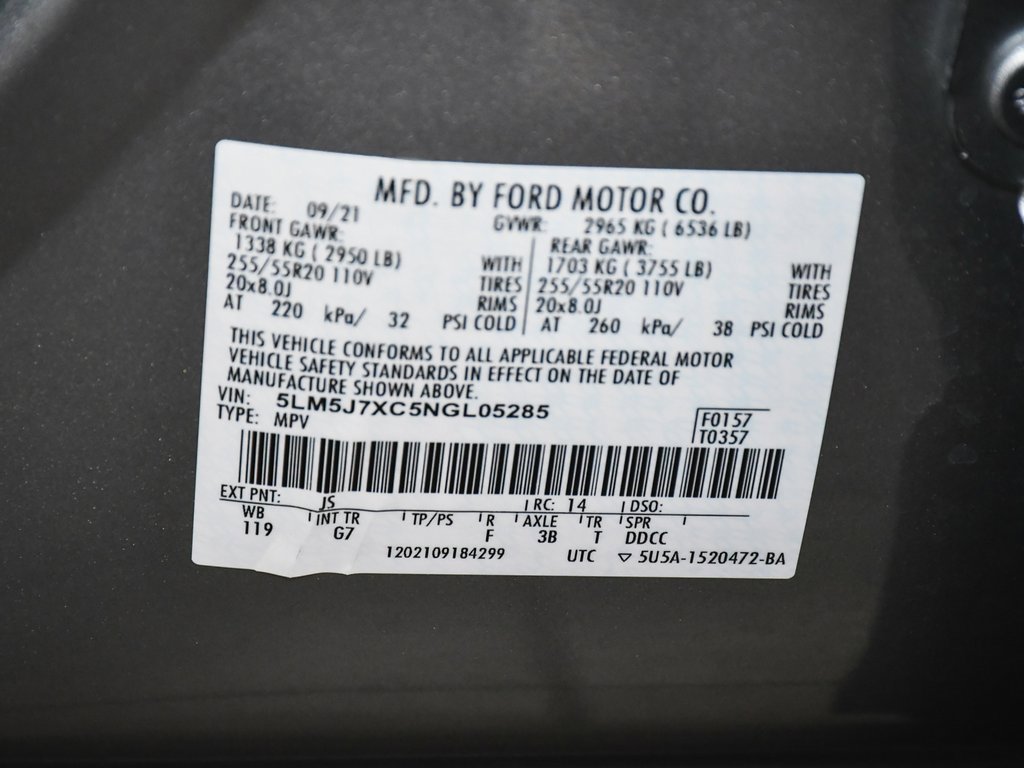 MFD. BY FORD MOTOR CO.
DATE: 09/21 GVWR: 2965 KG ( 6536 LB)
FRONT GAWR: REAR GAWR:
1338 KG ( 2950 LB) WITH 1703 KG ( 3755 LB) WITH
255/55R20 110V TIRES 255/55R20 110V TIRES
20x8.0J RIMS 20x8.0J RIMS
AT 220 kPa/ 32 PSI COLD AT 260 kPa/ 38 PSI COLD
THIS VEHICLE CONFORMS TO ALL APPLICABLE FEDERAL MOTOR
VEHICLE SAFETY STANDARDS IN EFFECT ON THE DATE OF
MANUFACTURE SHOWN ABOVE.
VIN: 5LM5J7XC5NGL05285
TYPE: MPV
F0157
T0357
EXT PNT: JS RC: 14 DSO:
WB INT TR TP/PS R AXLE TR SPR
119 G7 F 3B T DDCC
1202109184299 UTC ▽ 5U5A-1520472-BA